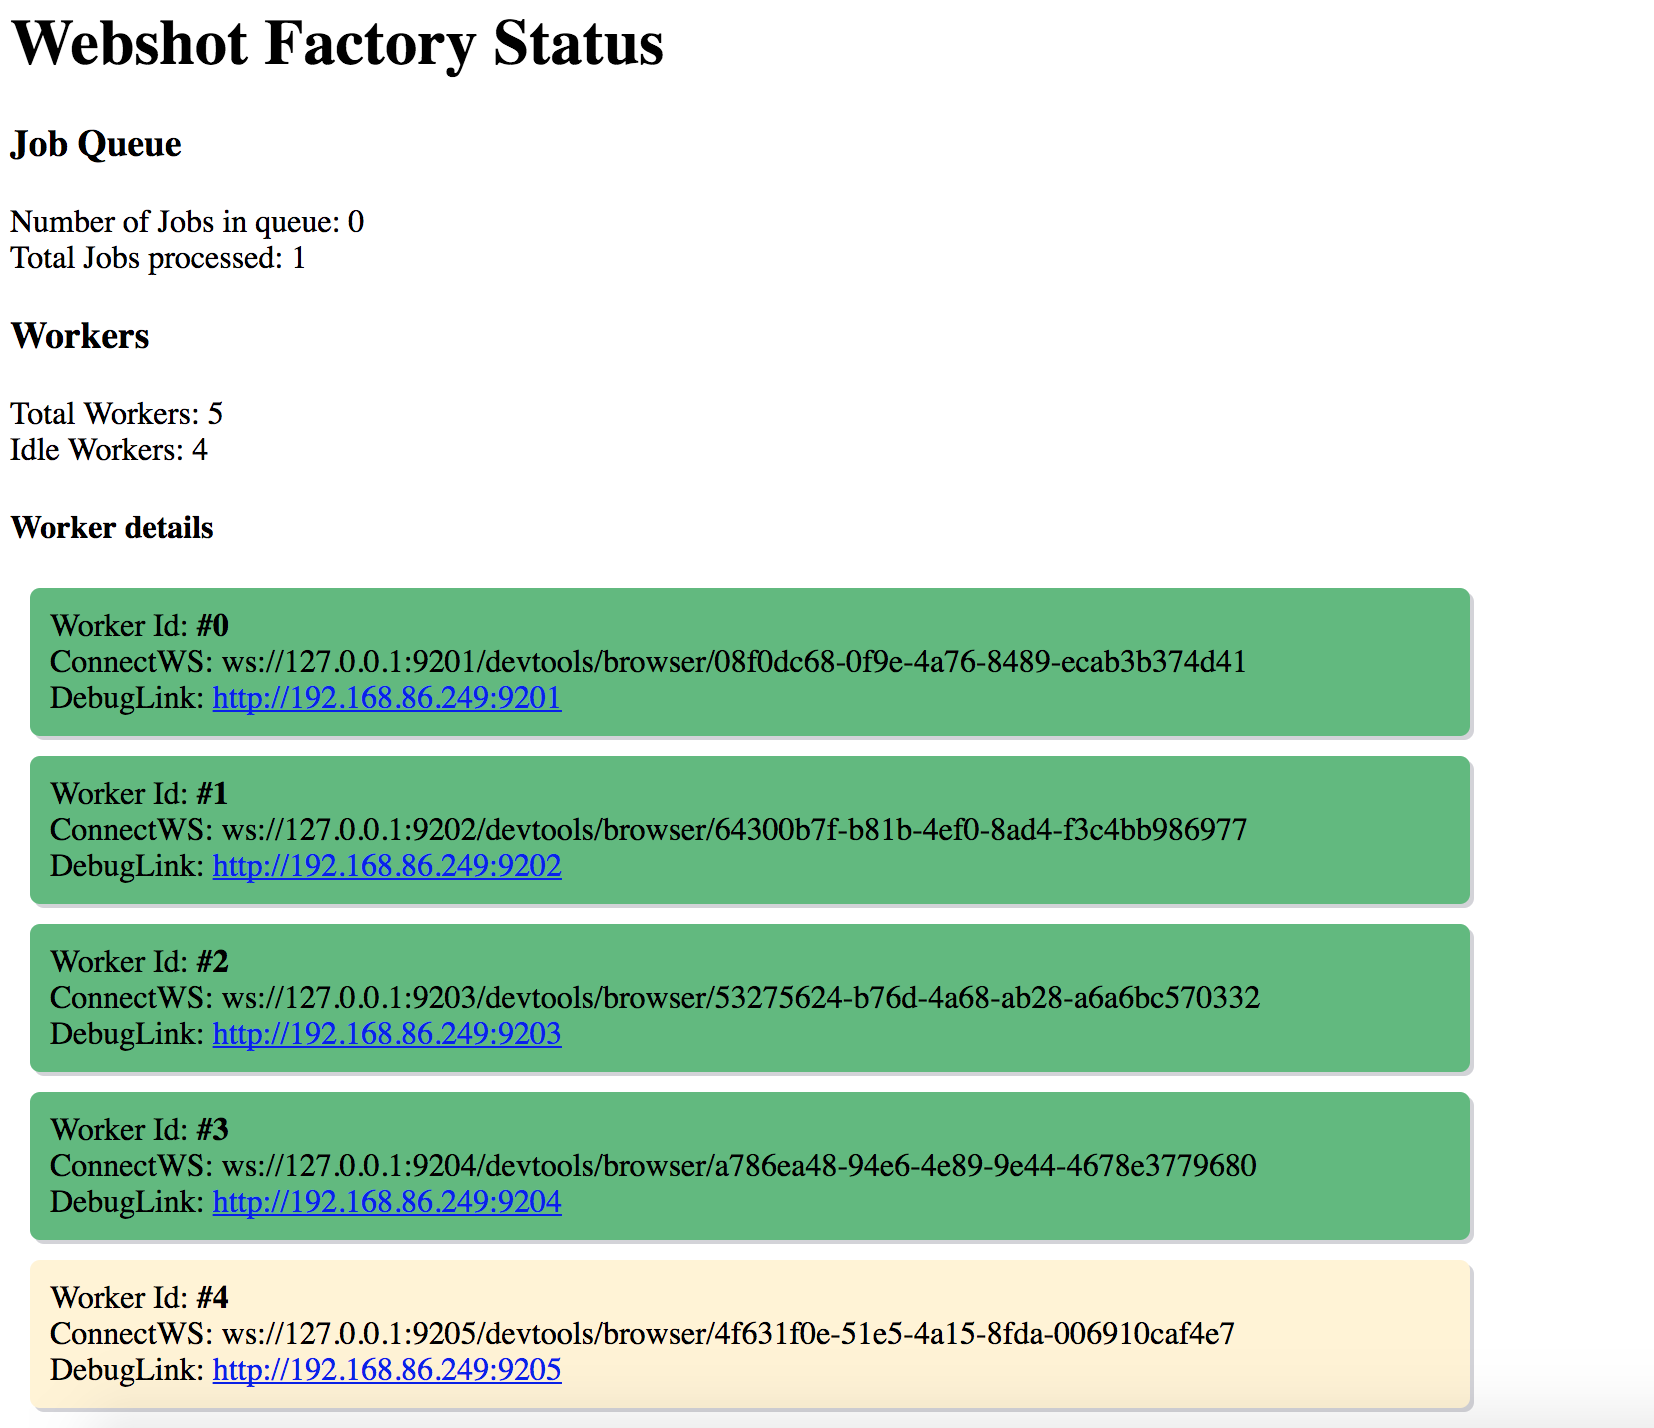 Webshot Factory Status
Job Queue
Number of Jobs in queue: 0
Total Jobs processed: 1
Workers
Total Workers: 5
Idle Workers: 4
Worker details
Worker Id: #0
ConnectWS: ws://127.0.0.1:9201/devtools/browser/08f0dc68-0f9e-4a76-8489-ecab3b374d41
DebugLink: http://192.168.86.249:9201
Worker Id: #1
ConnectWS: ws://127.0.0.1:9202/devtools/browser/64300b7f-b81b-4ef0-8ad4-f3c4bb986977
DebugLink: http://192.168.86.249:9202
Worker Id: #2
ConnectWS: ws://127.0.0.1:9203/devtools/browser/53275624-b76d-4a68-ab28-a6a6bc570332
DebugLink: http://192.168.86.249:9203
Worker Id: #3
ConnectWS: ws://127.0.0.1:9204/devtools/browser/a786ea48-94e6-4e89-9e44-4678e3779680
DebugLink: http://192.168.86.249:9204
Worker Id: #4
ConnectWS: ws://127.0.0.1:9205/devtools/browser/4f631f0e-51e5-4a15-8fda-006910caf4e7
DebugLink: http://192.168.86.249:9205